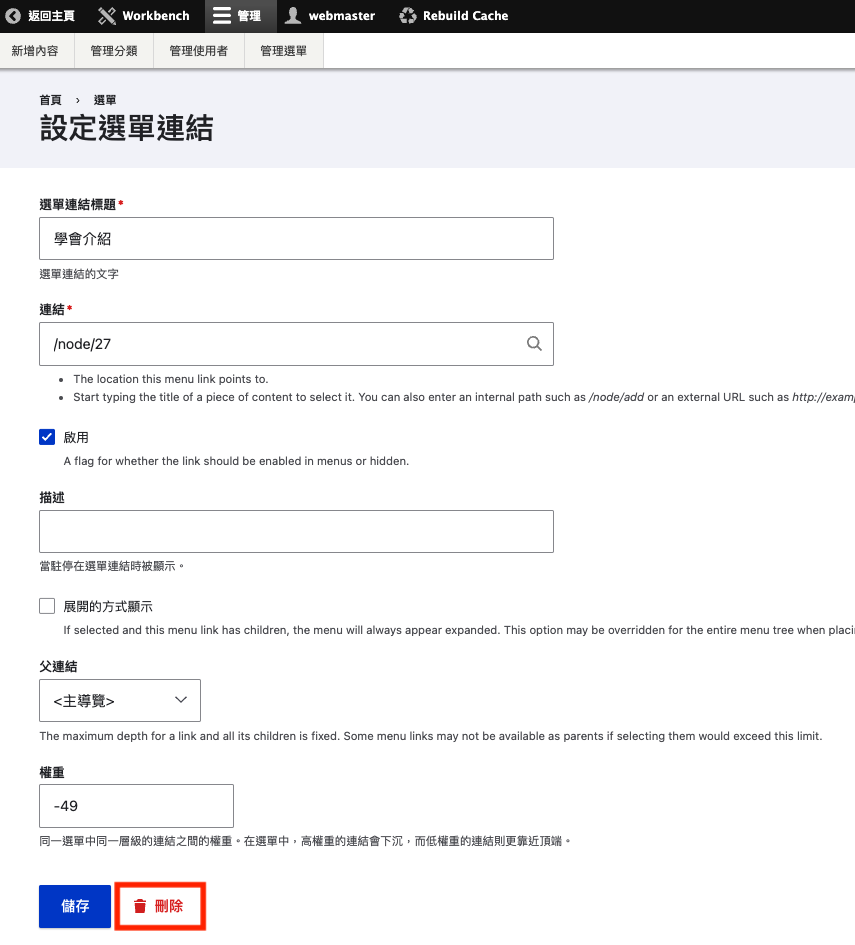 返回主頁 Workbench 管理 webmaster Rebuild Cache
新增內容 管理分類 管理使用者 管理選單
首頁 › 選單
設定選單連結
選單連結標題*
學會介紹
選單連結的文字
連結*
/node/27
• The location this menu link points to.
• Start typing the title of a piece of content to select it. You can also enter an internal path such as /node/add or an external URL such as http://examp
啟用
A flag for whether the link should be enabled in menus or hidden.
描述
當駐停在選單連結時被顯示。
展開的方式顯示
If selected and this menu link has children, the menu will always appear expanded. This option may be overridden for the entire menu tree when placin
父連結
<主導覽>
The maximum depth for a link and all its children is fixed. Some menu links may not be available as parents if selecting them would exceed this limit.
權重
-49
同一選單中同一層級的連結之間的權重。在選單中，高權重的連結會下沉，而低權重的連結則更靠近頂端。
儲存 刪除